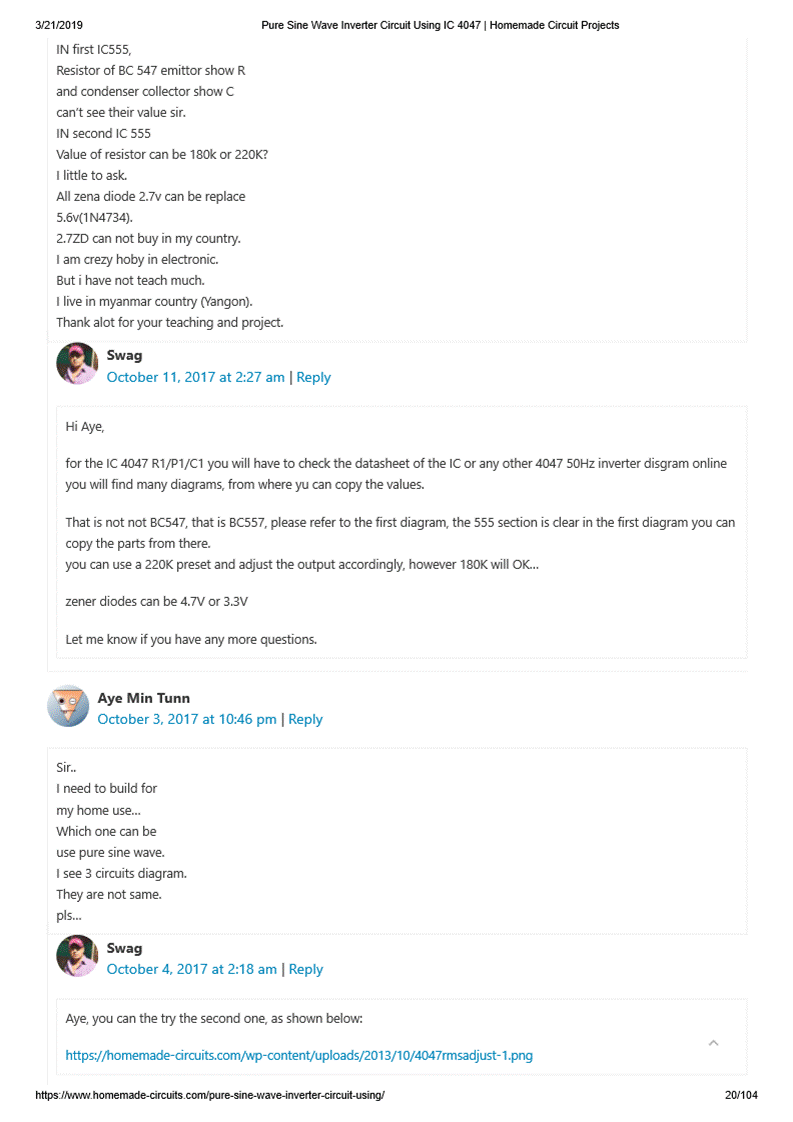 3/21/2019
Pure Sine Wave Inverter Circuit Using IC 4047 | Homemade Circuit Projects
IN first IC555,
Resistor of BC 547 emittor show R
and condenser collector show C
can't see their value sir.
IN second IC 555
Value of resistor can be 180k or 220K?
I little to ask.
All zena diode 2.7v can be replace
5.6v(1N4734).
2.7ZD can not buy in my country.
I am crezy hoby in electronic.
But i have not teach much.
I live in myanmar country (Yangon).
Thank alot for your teaching and project.
Swag
October 11, 2017 at 2:27 am | Reply
Hi Aye,
for the IC 4047 R1/P1/C1 you will have to check the datasheet of the IC or any other 4047 50Hz inverter disgram online
you will find many diagrams, from where yu can copy the values.
That is not not BC547, that is BC557, please refer to the first diagram, the 555 section is clear in the first diagram you can
copy the parts from there.
you can use a 220K preset and adjust the output accordingly, however 180K will OK...
zener diodes can be 4.7V or 3.3V
Let me know if you have any more questions.
Aye Min Tunn
October 3, 2017 at 10:46 pm | Reply
Sir..
I need to build for
my home use...
Which one can be
use pure sine wave.
I see 3 circuits diagram.
They are not same.
pls...
Swag
October 4, 2017 at 2:18 am | Reply
Aye, you can the try the second one, as shown below:
https://homemade-circuits.com/wp-content/uploads/2013/10/4047rmsadjust-1.png
https://www.homemade-circuits.com/pure-sine-wave-inverter-circuit-using/
20/104